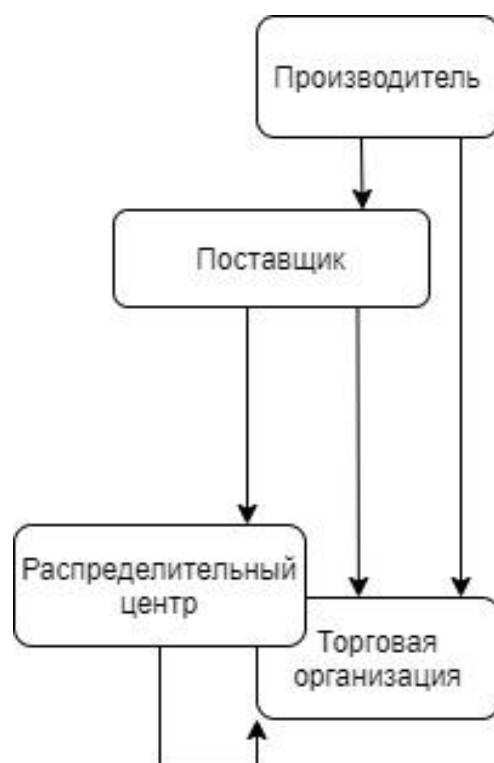 Производитель
Поставщик
Распределительный
центр
Торговая
организация